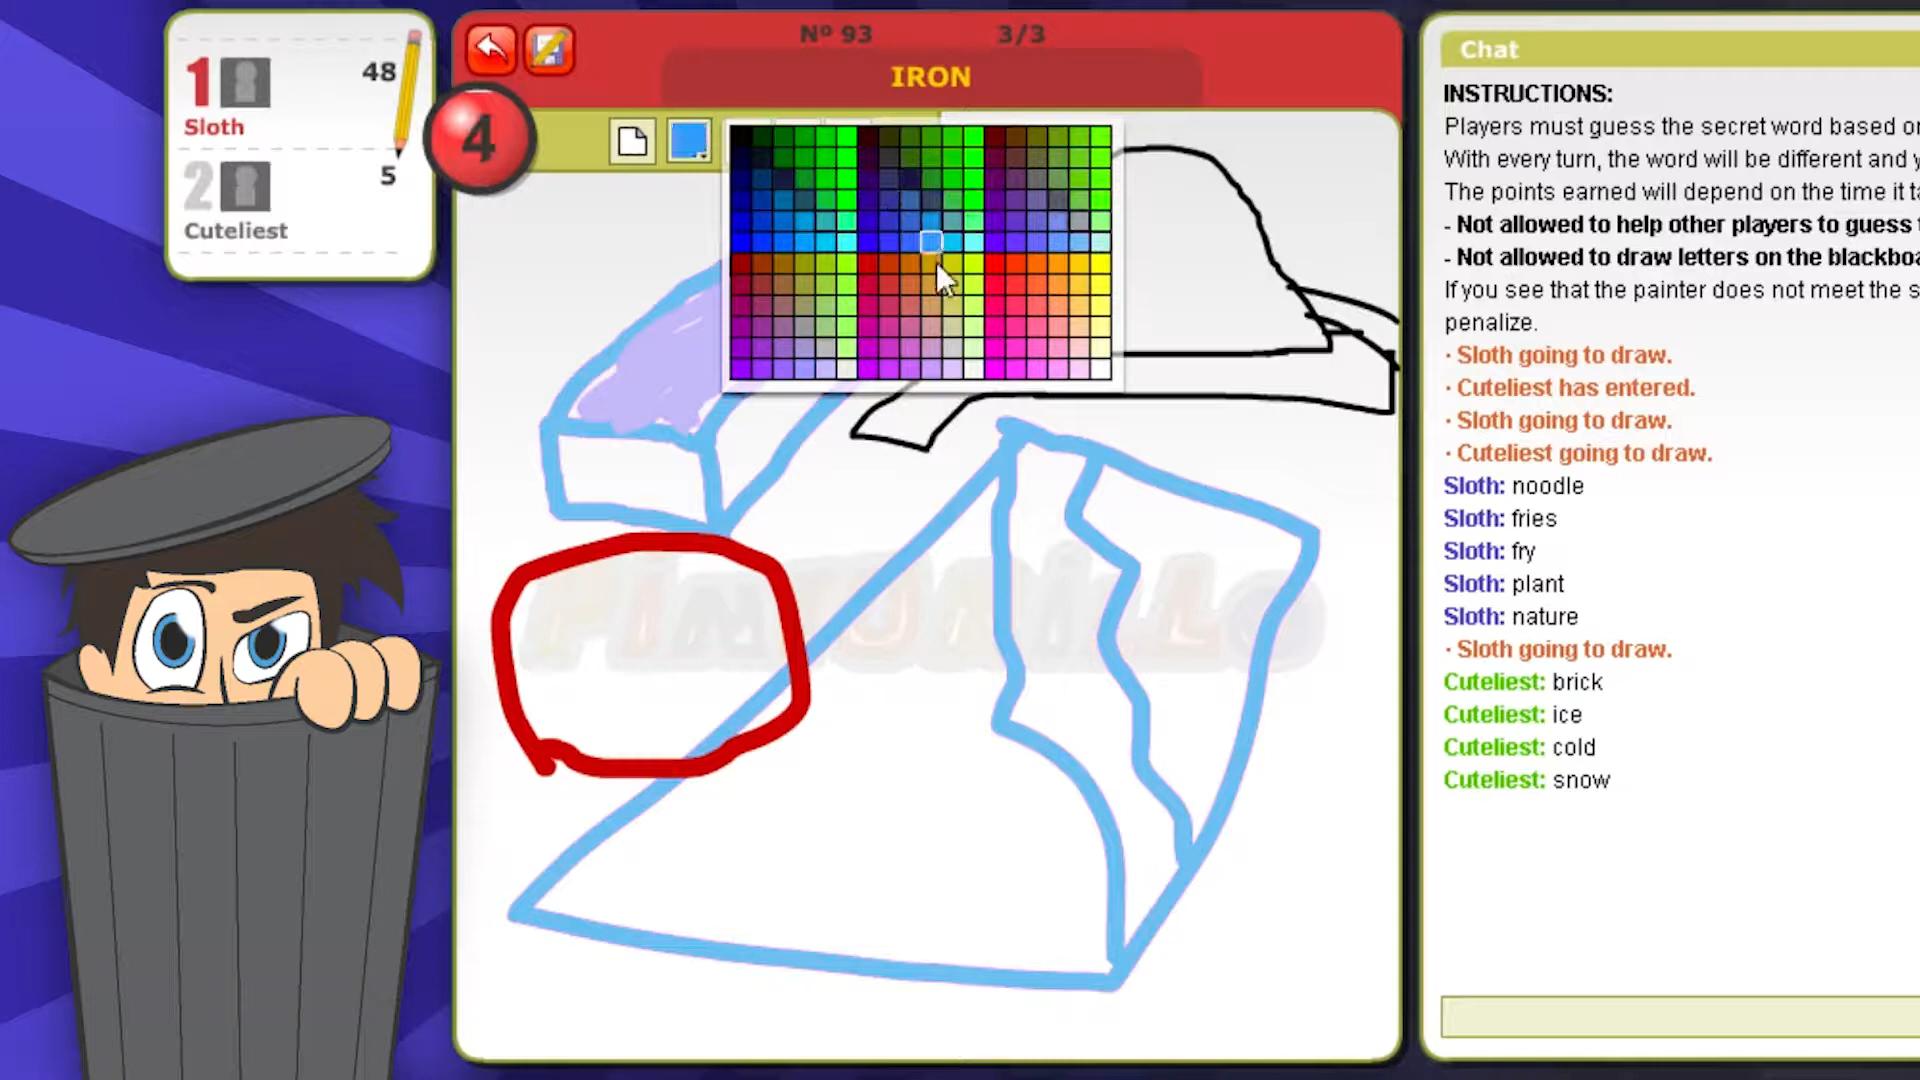 1
48
Sloth
2
5
Cuteliest
Nº 93
3/3
IRON
4
PINTURILLO
Chat
INSTRUCTIONS:
Players must guess the secret word based
With every turn, the word will be different and
The points earned will depend on the time it
- Not allowed to help other players to guess
- Not allowed to draw letters on the
If you see that the painter does not meet the
penalize.
· Sloth going to draw.
· Cuteliest has entered.
· Sloth going to draw.
· Cuteliest going to draw.
Sloth: noodle
Sloth: fries
Sloth: fry
Sloth: plant
Sloth: nature
· Sloth going to draw.
Cuteliest: brick
Cuteliest: ice
Cuteliest: cold
Cuteliest: snow